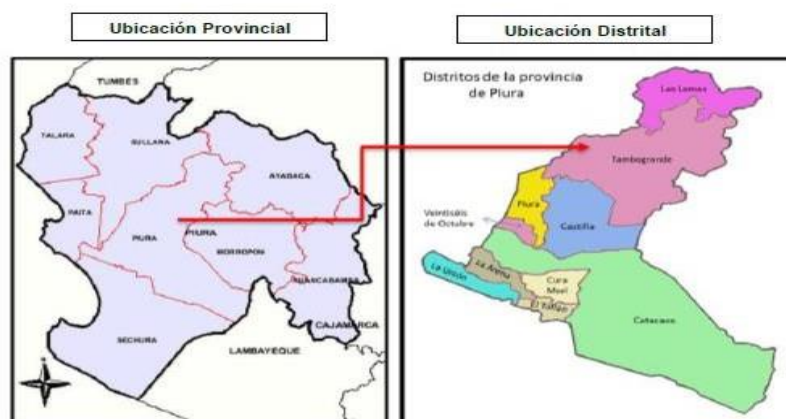 Ubicación Provincial
Ubicación Distrital
TUMBES
TALARA
SULLANA
AYABACA
PAITA
PIURA
PIURA
MORROPON
HUANCABAMBA
SECHURA
CAJAMARCA
LAMBAYEQUE
Distritos de la provincia
de Piura
Las Lomas
Tambogrande
Piura
Veintiséis
de Octubre
Castilla
La Arena
La Unión
Cura
Mori
El Tallán
Catacaos